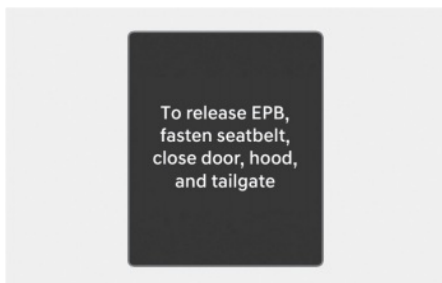 To release EPB,
fasten seatbelt,
close door, hood,
and tailgate